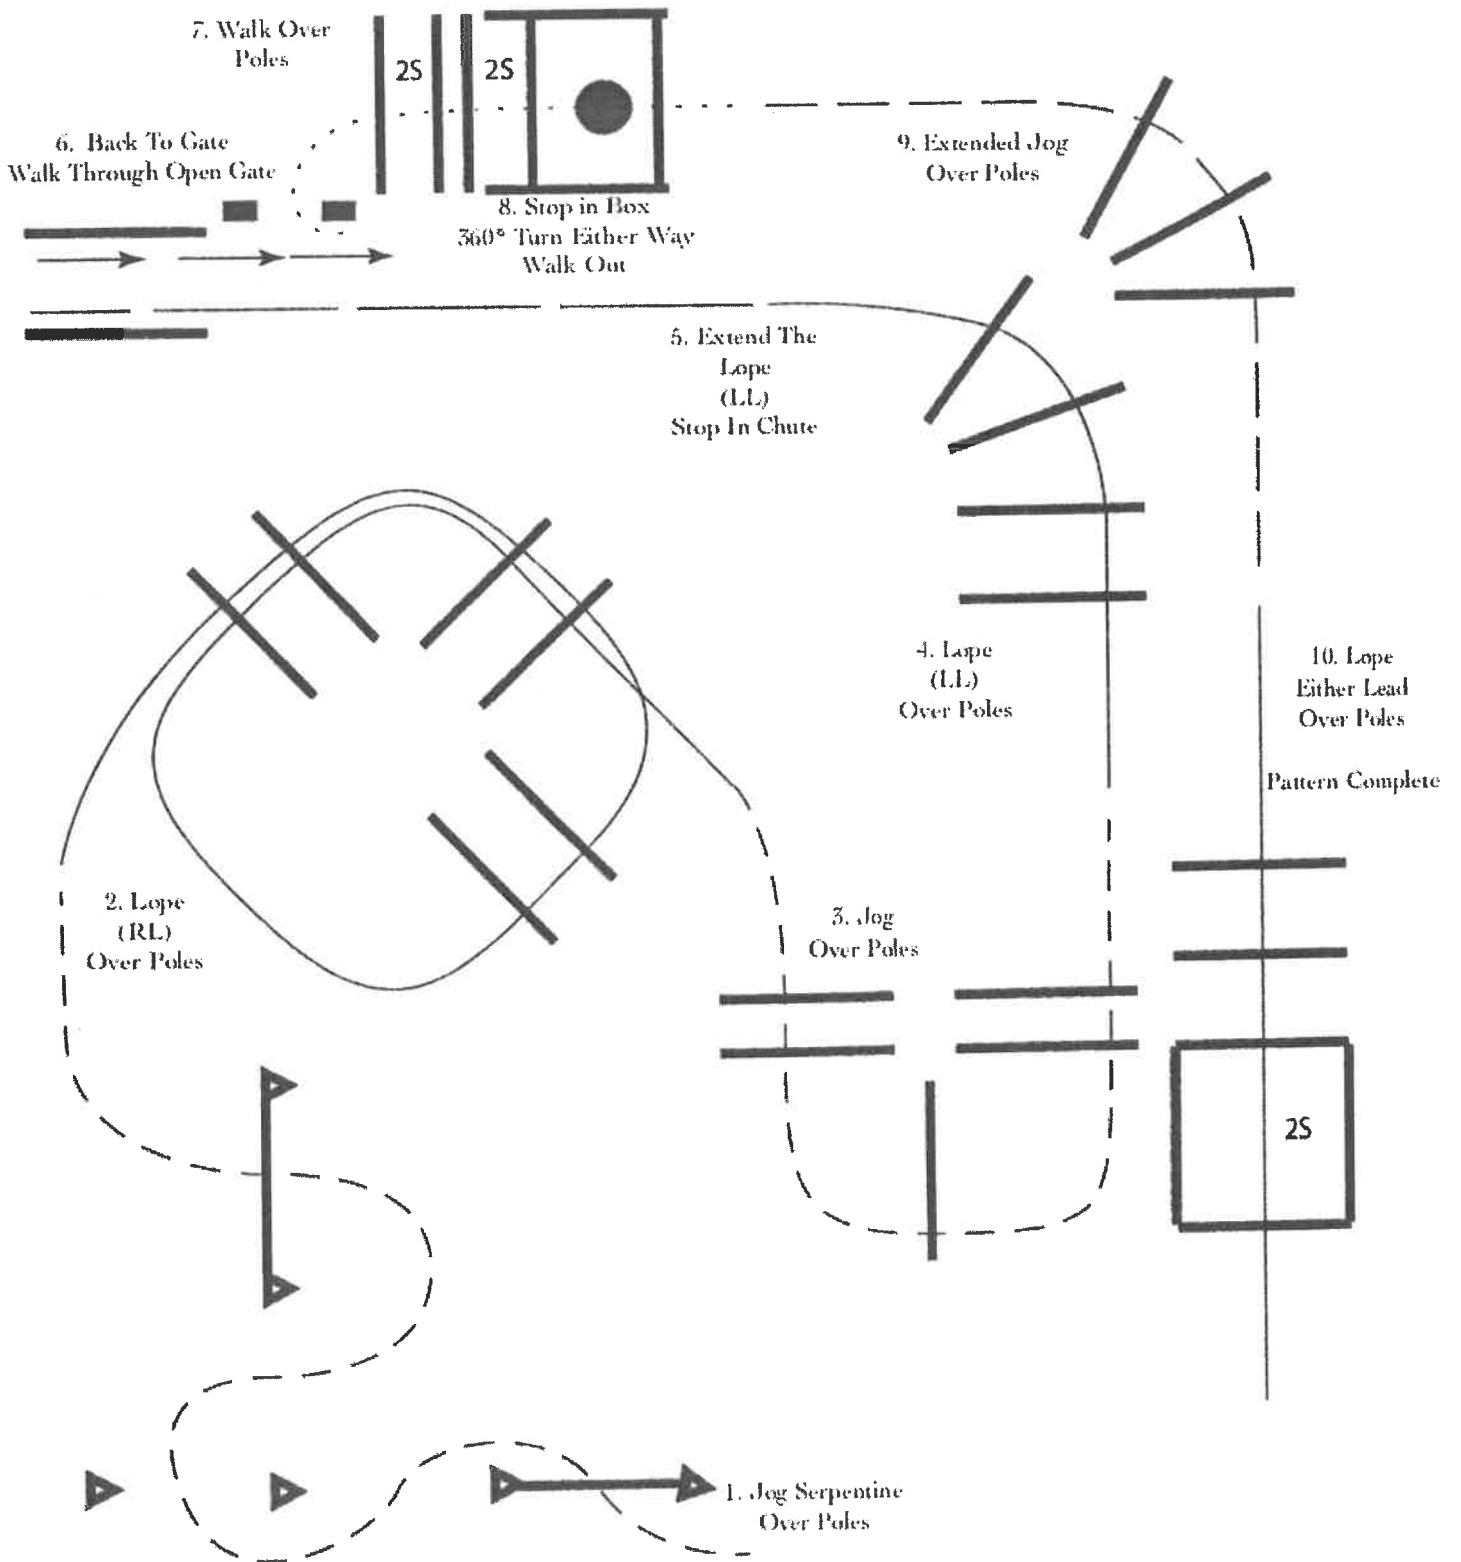 7. Walk Over
Poles
2S
2S
6. Back To Gate
Walk Through Open Gate
8. Stop in Box
360° Turn Either Way
Walk Out
9. Extended Jog
Over Poles
5. Extend The
Lope
(LL)
Stop In Chute
4. Lope
(LL)
Over Poles
10. Lope
Either Lead
Over Poles
Pattern Complete
2. Lope
(RL)
Over Poles
3. Jog
Over Poles
2S
1. Jog Serpentine
Over Poles